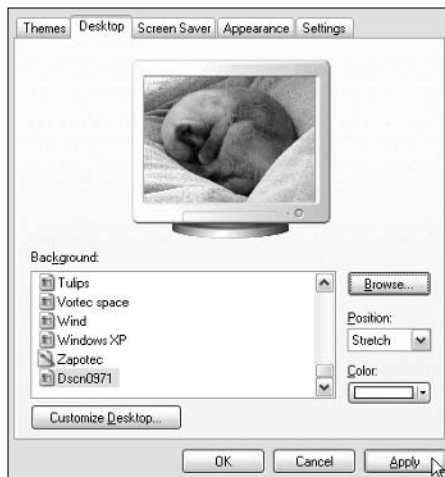 Themes Desktop Screen Saver Appearance Settings
Background:
Tulips
Vortec space
Wind
Windows XP
Zapotec
Dscn0971
Browse...
Position:
Stretch
Color:
Customize Desktop...
OK Cancel Apply